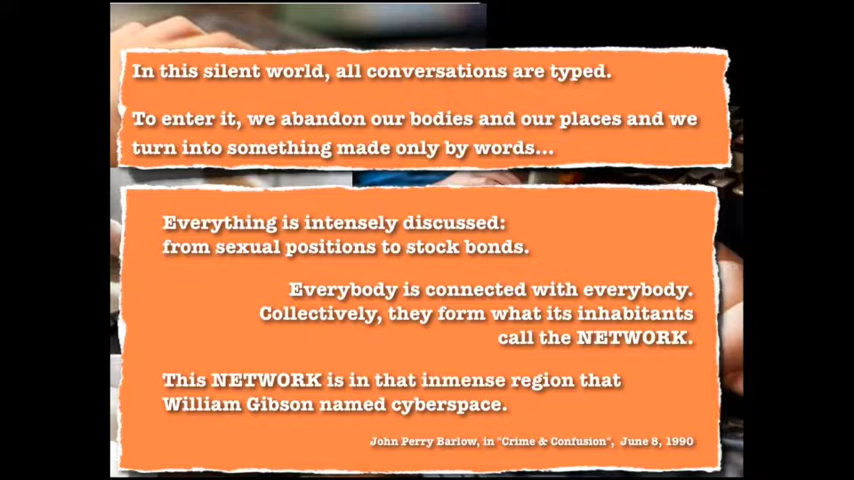 In this silent world, all conversations are typed.
To enter it, we abandon our bodies and our places and we
turn into something made only by words...
Everything is intensely discussed:
from sexual positions to stock bonds.
Everybody is connected with everybody.
Collectively, they form what its inhabitants
call the NETWORK.
This NETWORK is in that inmense region that
William Gibson named cyberspace.
John Perry Barlow, in "Crime & Confusion", June 8, 1990